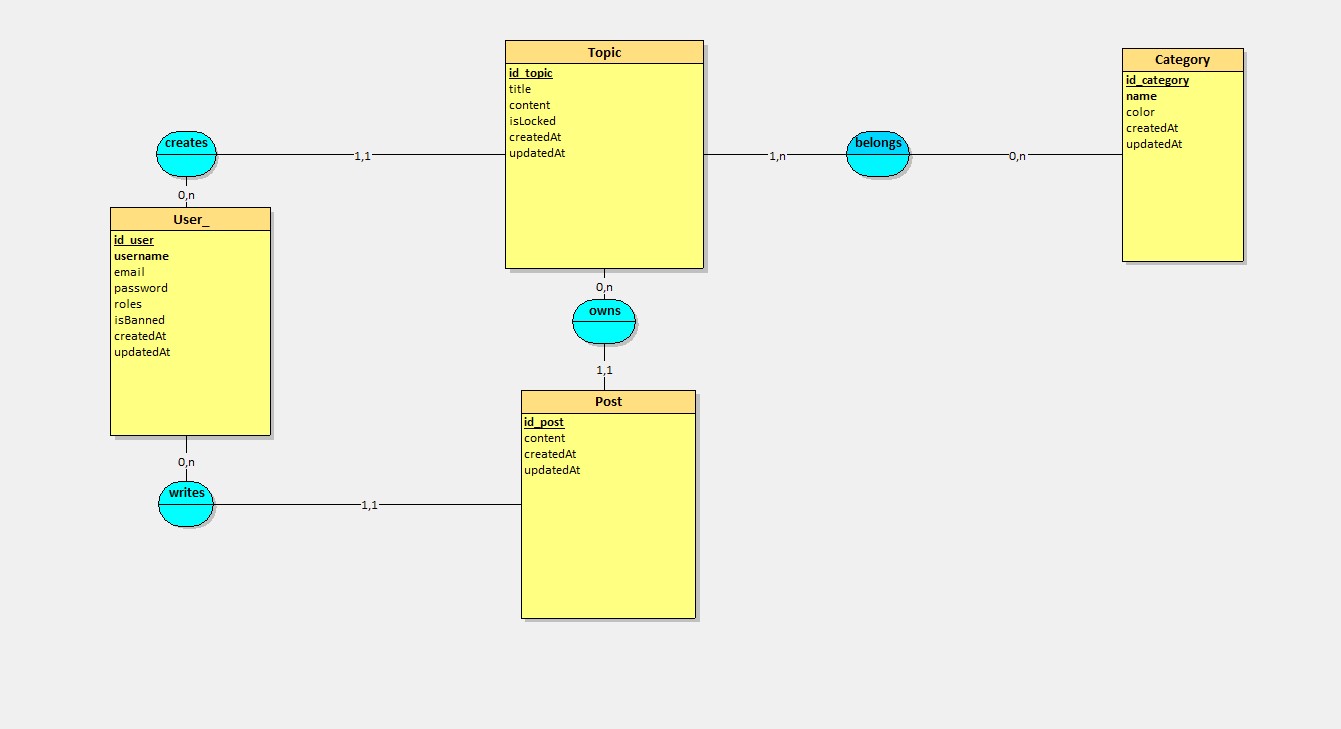 Topic
id_topic
title
content
isLocked
createdAt
updatedAt
Category
id_category
name
color
createdAt
updatedAt
creates
1,1
1,n
belongs
0,n
0,n
User_
id_user
username
email
password
roles
isBanned
createdAt
updatedAt
0,n
owns
1,1
Post
id_post
content
createdAt
updatedAt
0,n
writes
1,1